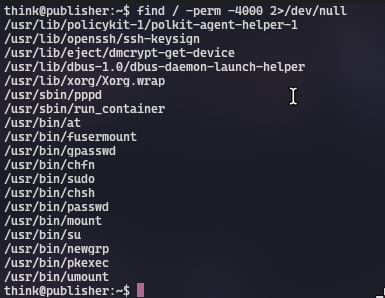 think@publisher:~$ find / -perm -4000 2>/dev/null
/usr/lib/policykit-1/polkit-agent-helper-1
/usr/lib/openssh/ssh-keysign
/usr/lib/eject/dmcrypt-get-device
/usr/lib/dbus-1.0/dbus-daemon-launch-helper
/usr/lib/xorg/Xorg.wrap
/usr/sbin/pppd
/usr/sbin/run_container
/usr/bin/at
/usr/bin/fusermount
/usr/bin/gpasswd
/usr/bin/chfn
/usr/bin/sudo
/usr/bin/chsh
/usr/bin/passwd
/usr/bin/mount
/usr/bin/su
/usr/bin/newgrp
/usr/bin/pkexec
/usr/bin/umount
think@publisher:~$